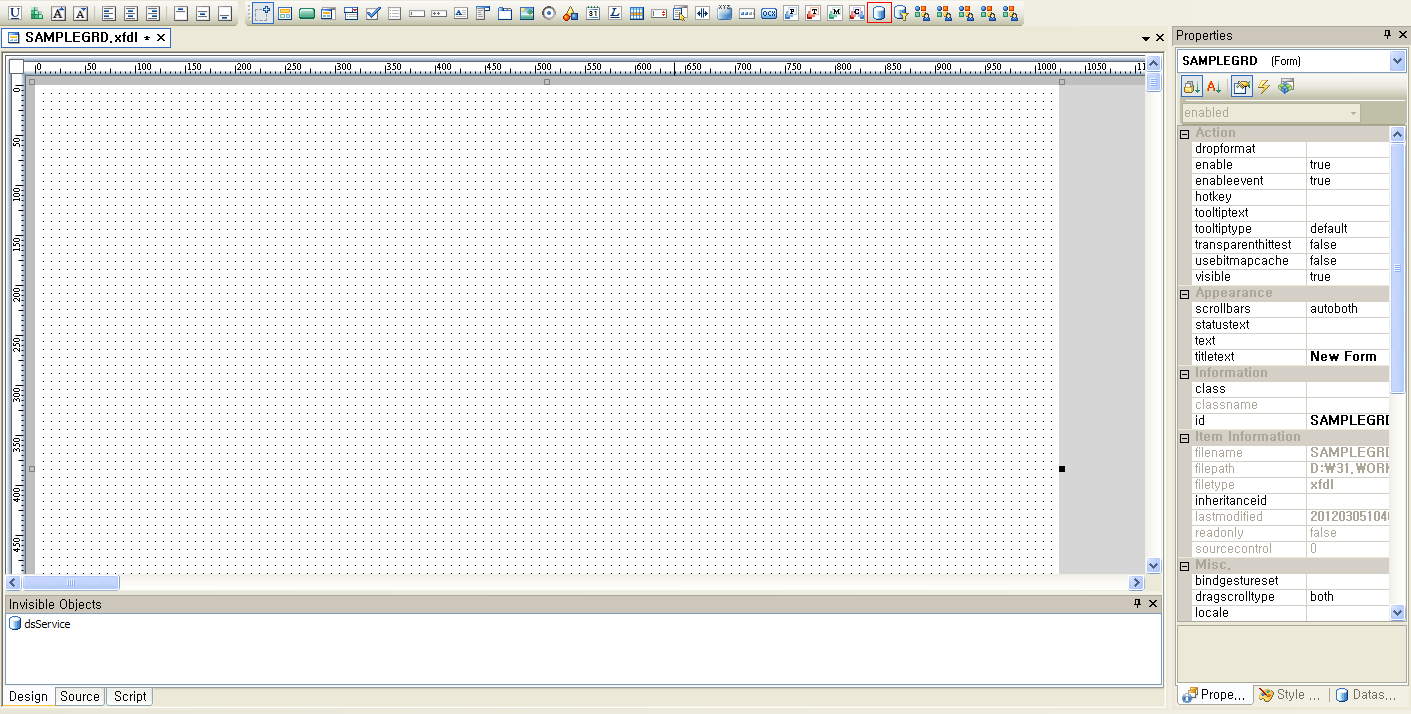 SAMPLEGRD.xfdl *
0 50 100 150 200 250 300 350 400 450 500 550 600 650 700 750 800 850 900 950 1000 1050
0
50
100
150
200
250
300
350
400
450
Invisible Objects
dsService
Design Source Script
Properties
SAMPLEGRD (Form)
enabled
Action
dropformat
enable true
enableevent true
hotkey
tooltiptext
tooltiptype default
transparenthittest false
usebitmapcache false
visible true
Appearance
scrollbars autoboth
statustext
text
titletext New Form
Information
class
classname
id SAMPLEGRD
Item Information
filename SAMPLEGRD
filepath D:₩31.WORK
filetype xfdl
inheritanceid
lastmodified 20120305104
readonly false
sourcecontrol 0
Misc.
bindgestureset
dragscrolltype both
locale
Prope... Style ... Datas...